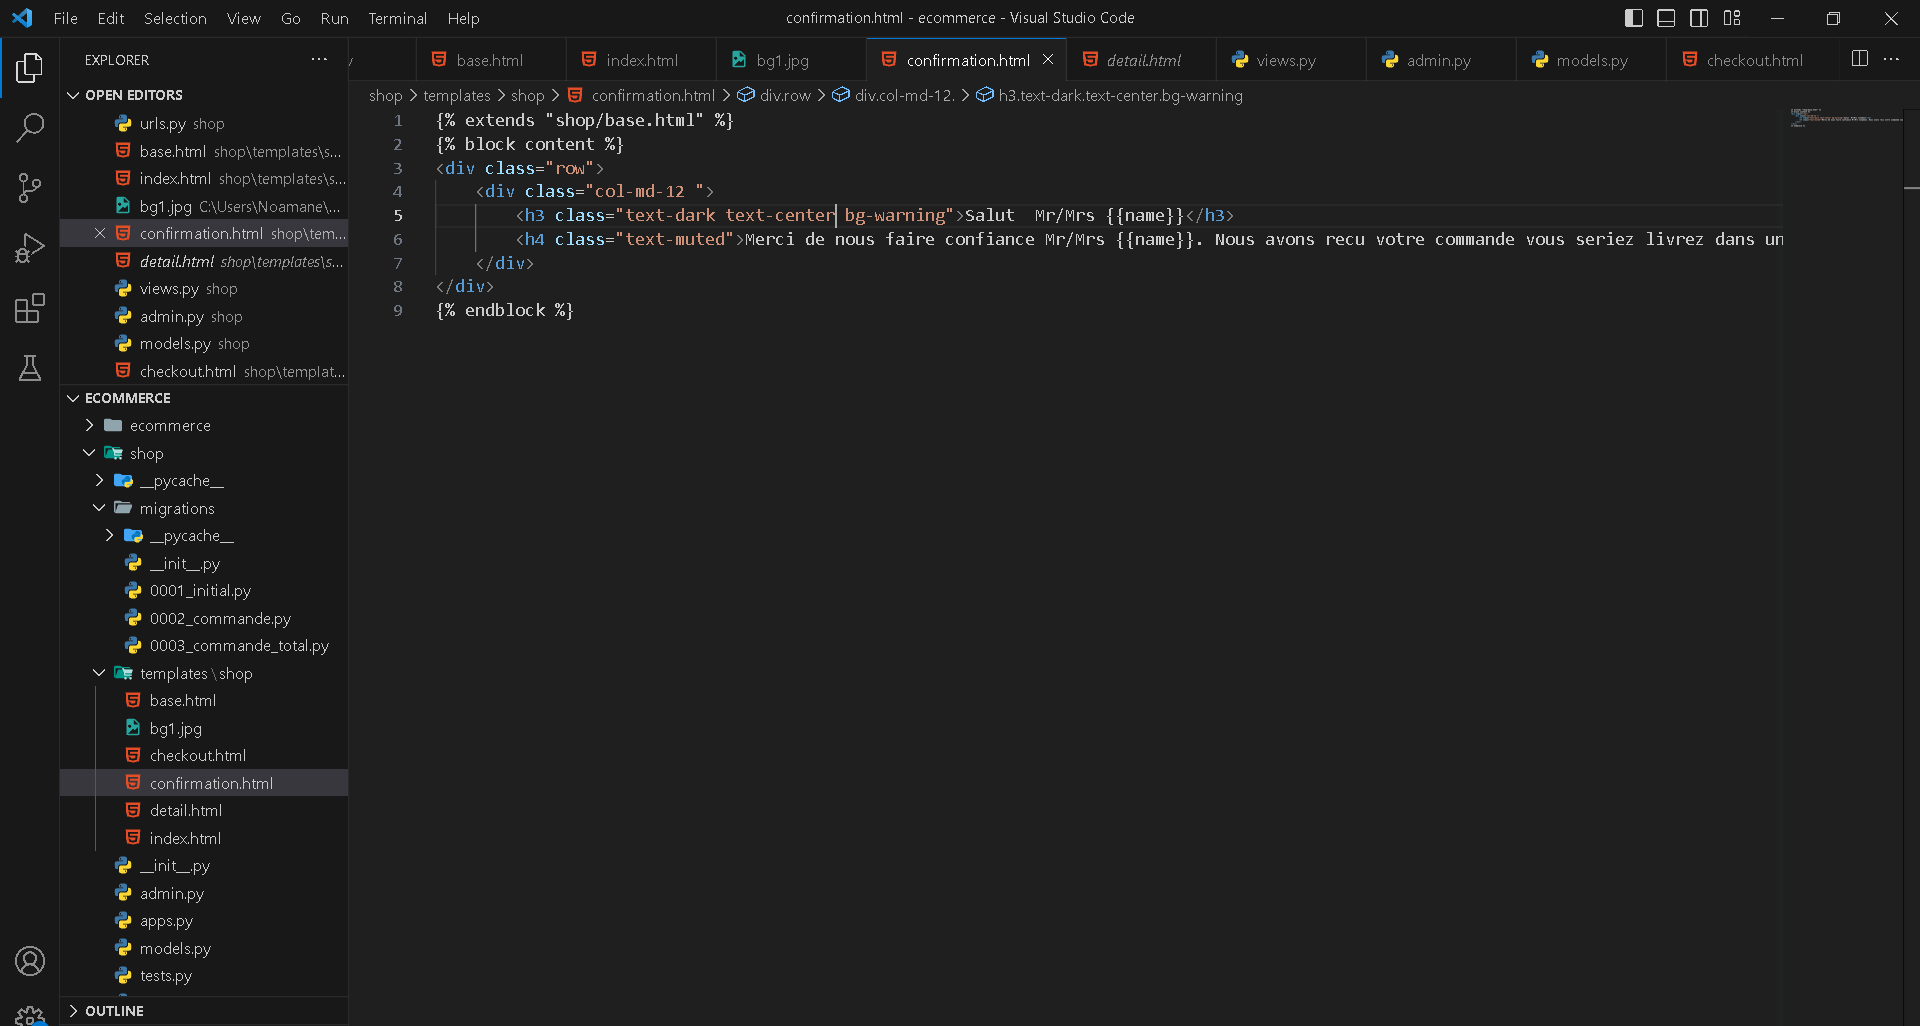 File Edit Selection View Go Run Terminal Help
confirmation.html - ecommerce - Visual Studio Code
EXPLORER
OPEN EDITORS
urls.py shop
base.html shop\templates\s...
index.html shop\templates\s...
bg1.jpg C:\Users\Noamane\...
confirmation.html shop\tem...
detail.html shop\templates\s...
views.py shop
admin.py shop
models.py shop
checkout.html shop\templat...
ECOMMERCE
ecommerce
shop
__pycache__
migrations
__pycache__
__init__.py
0001_initial.py
0002_commande.py
0003_commande_total.py
templates\shop
base.html
bg1.jpg
checkout.html
confirmation.html
detail.html
index.html
__init__.py
admin.py
apps.py
models.py
tests.py
OUTLINE
base.html index.html bg1.jpg confirmation.html detail.html views.py admin.py models.py checkout.html
shop > templates > shop > confirmation.html > div.row > div.col-md-12. > h3.text-dark.text-center.bg-warning
1 {% extends "shop/base.html" %}
2 {% block content %}
3 <div class="row">
4 <div class="col-md-12 ">
5 <h3 class="text-dark text-center bg-warning">Salut  Mr/Mrs {{name}}</h3>
6 <h4 class="text-muted">Merci de nous faire confiance Mr/Mrs {{name}}. Nous avons recu votre commande vous seriez livrez dans un
7 </div>
8 </div>
9 {% endblock %}